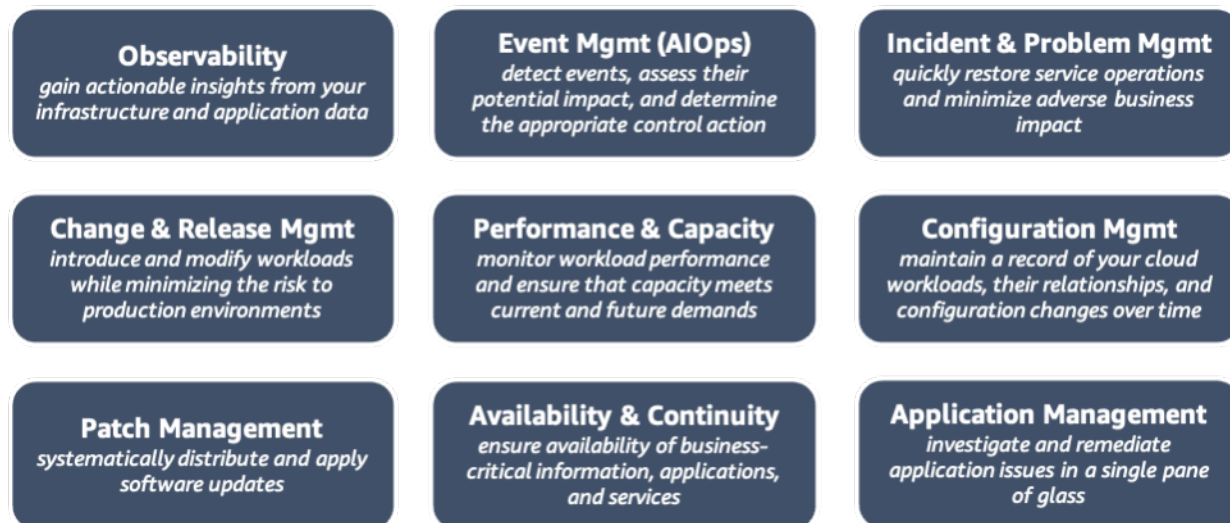 Observability
gain actionable insights from your
infrastructure and application data
Event Mgmt (AIOps)
detect events, assess their
potential impact, and determine
the appropriate control action
Incident & Problem Mgmt
quickly restore service operations
and minimize adverse business
impact
Change & Release Mgmt
introduce and modify workloads
while minimizing the risk to
production environments
Performance & Capacity
monitor workload performance
and ensure that capacity meets
current and future demands
Configuration Mgmt
maintain a record of your cloud
workloads, their relationships, and
configuration changes over time
Patch Management
systematically distribute and apply
software updates
Availability & Continuity
ensure availability of business-
critical information, applications,
and services
Application Management
investigate and remediate
application issues in a single pane
of glass